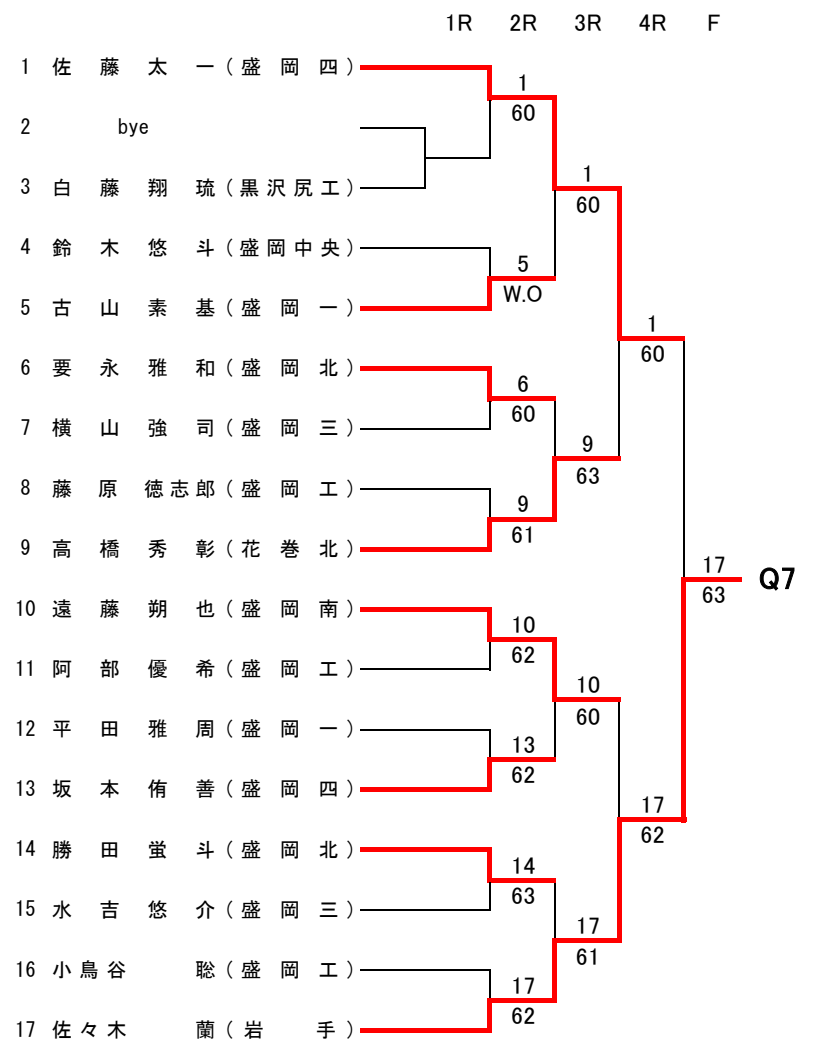 1R 2R 3R 4R F
1 佐藤太一(盛岡四)
1
60
2 bye
3 白藤翔琉(黒沢尻工)
1
60
4 鈴木悠斗(盛岡中央)
5
W.O
5 古山素基(盛岡一)
1
60
6 要永雅和(盛岡北)
6
60
7 横山強司(盛岡三)
9
63
8 藤原徳志郎(盛岡工)
9
61
9 高橋秀彰(花巻北)
17
63
Q7
10 遠藤朔也(盛岡南)
10
62
11 阿部優希(盛岡工)
10
60
12 平田雅周(盛岡一)
13
62
13 坂本侑善(盛岡四)
17
62
14 勝田蛍斗(盛岡北)
14
63
15 水吉悠介(盛岡三)
17
61
16 小鳥谷聡(盛岡工)
17
62
17 佐々木蘭(岩手)